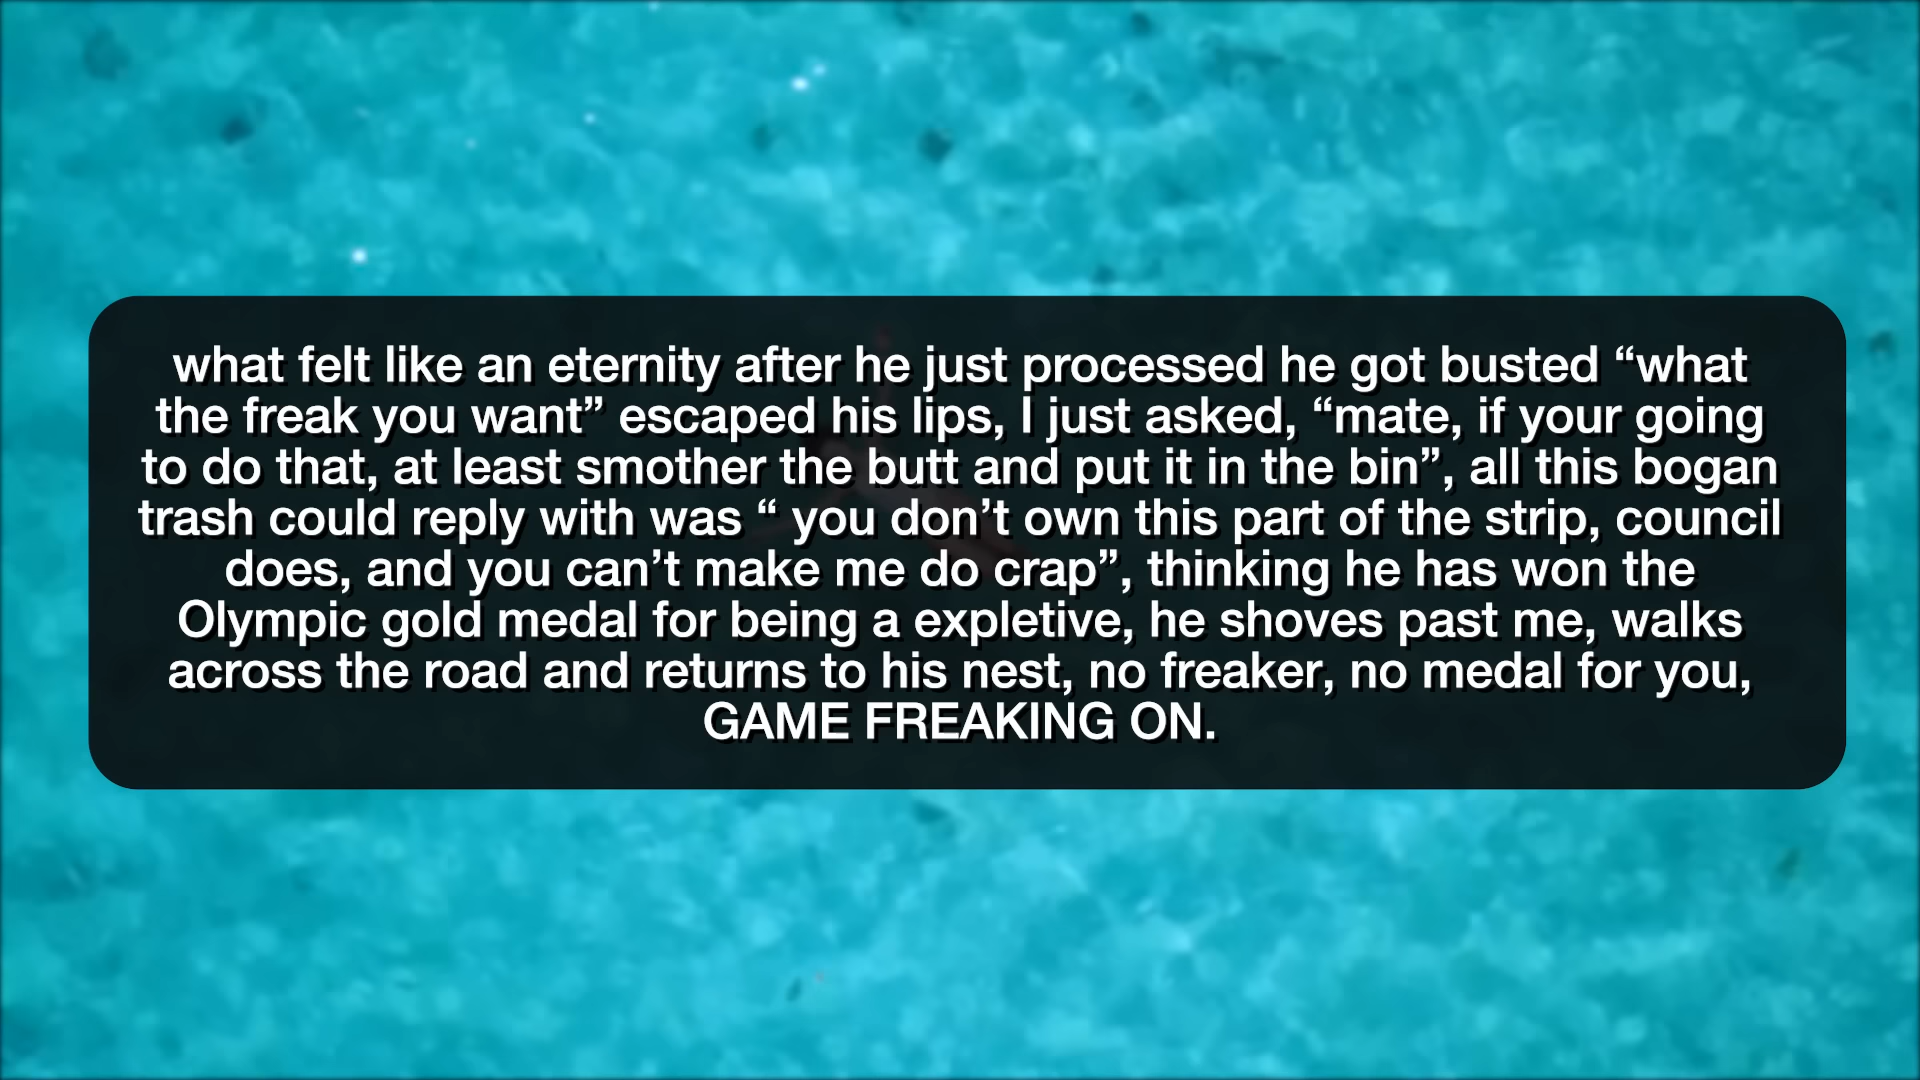 what felt like an eternity after he just processed he got busted “what
the freak you want” escaped his lips, I just asked, “mate, if your going
to do that, at least smother the butt and put it in the bin”, all this bogan
trash could reply with was “ you don’t own this part of the strip, council
does, and you can’t make me do crap”, thinking he has won the
Olympic gold medal for being a expletive, he shoves past me, walks
across the road and returns to his nest, no freaker, no medal for you,
GAME FREAKING ON.